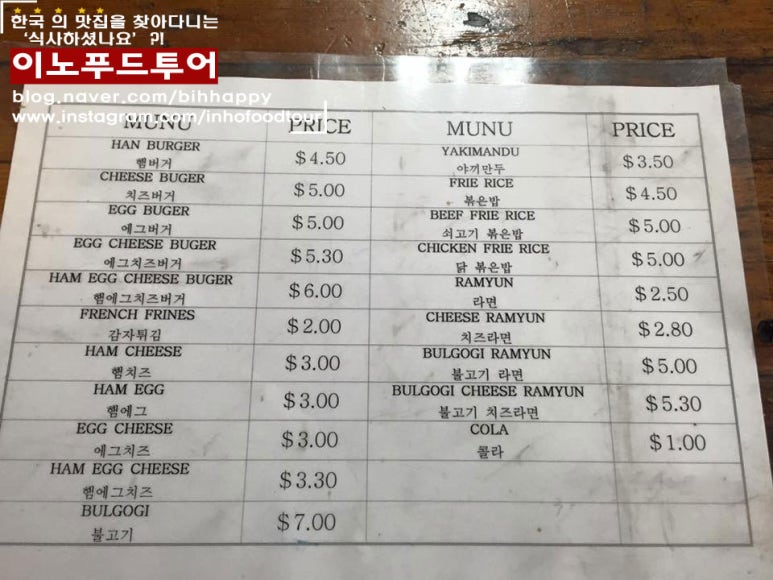 한국 의 맛집을 찾아다니는
‘식사하셨나요’?!
이노푸드투어
blog.naver.com/bihhappy
www.instagram.com/inhofoodtour
MUNU PRICE
HAN BURGER
햄버거
$4.50
CHEESE BUGER
치즈버거
$5.00
EGG BUGER
에그버거
$5.00
EGG CHEESE BUGER
에그치즈버거
$5.30
HAM EGG CHEESE BUGER
햄에그치즈버거
$6.00
FRENCH FRINES
감자튀김
$2.00
HAM CHEESE
햄치즈
$3.00
HAM EGG
햄에그
$3.00
EGG CHEESE
에그치즈
$3.00
HAM EGG CHEESE
햄에그치즈
$3.30
BULGOGI
불고기
$7.00
MUNU PRICE
YAKIMANDU
야끼만두
$3.50
FRIE RICE
볶은밥
$4.50
BEEF FRIE RICE
쇠고기 볶은밥
$5.00
CHICKEN FRIE RICE
닭 볶은밥
$5.00
RAMYUN
라면
$2.50
CHEESE RAMYUN
치즈라면
$2.80
BULGOGI RAMYUN
불고기 라면
$5.00
BULGOGI CHEESE RAMYUN
불고기 치즈라면
$5.30
COLA
콜라
$1.00